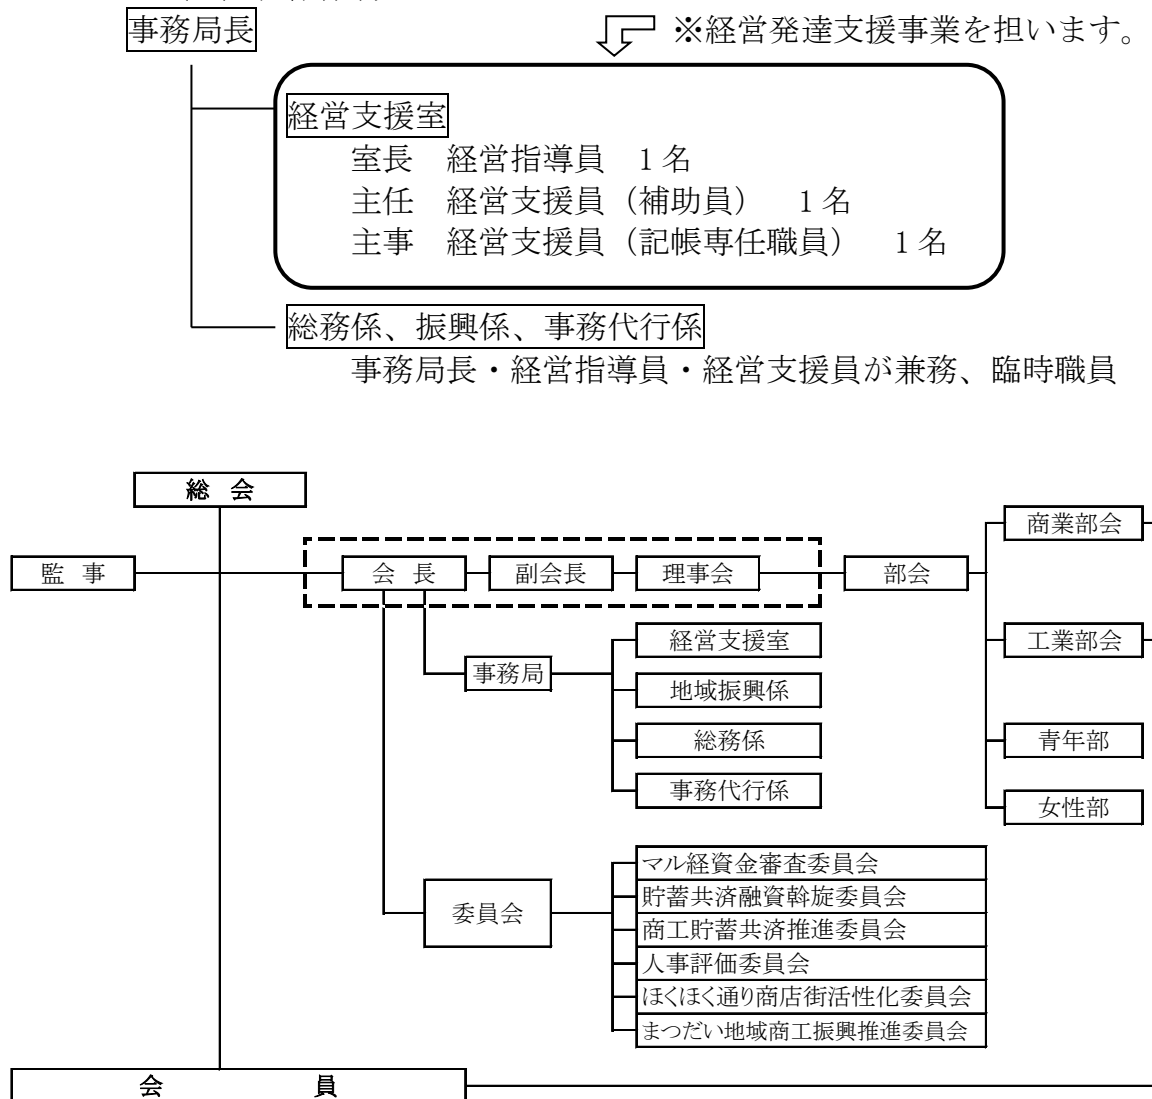 事務局長
※経営発達支援事業を担います。
経営支援室
室長　経営指導員　1名
主任　経営支援員（補助員）　1名
主事　経営支援員（記帳専任職員）　1名
総務係、振興係、事務代行係
事務局長・経営指導員・経営支援員が兼務、臨時職員
総　会
監　事
会　長
副会長
理事会
部会
商業部会
工業部会
青年部
女性部
事務局
経営支援室
地域振興係
総務係
事務代行係
委員会
マル経資金審査委員会
貯蓄共済融資斡旋委員会
商工貯蓄共済推進委員会
人事評価委員会
ほくほく通り商店街活性化委員会
まつだい地域商工振興推進委員会
会　員